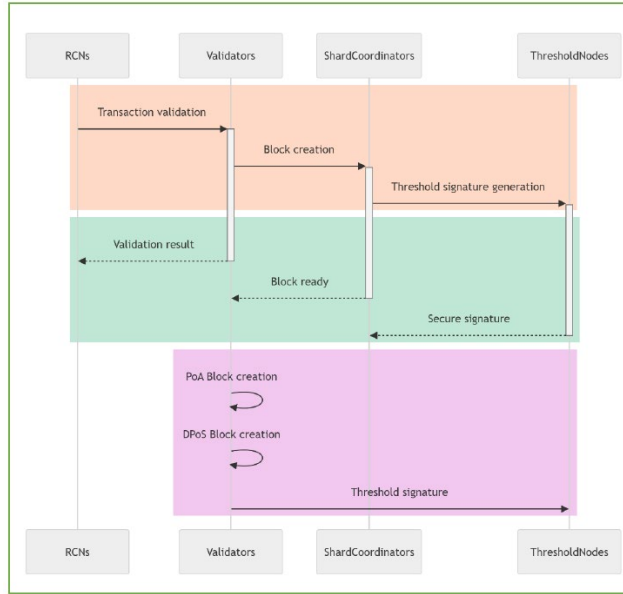 RCNs
Validators
ShardCoordinators
ThresholdNodes
Transaction validation
Block creation
Threshold signature generation
Validation result
Block ready
Secure signature
PoA Block creation
DPoS Block creation
Threshold signature
RCNs
Validators
ShardCoordinators
ThresholdNodes